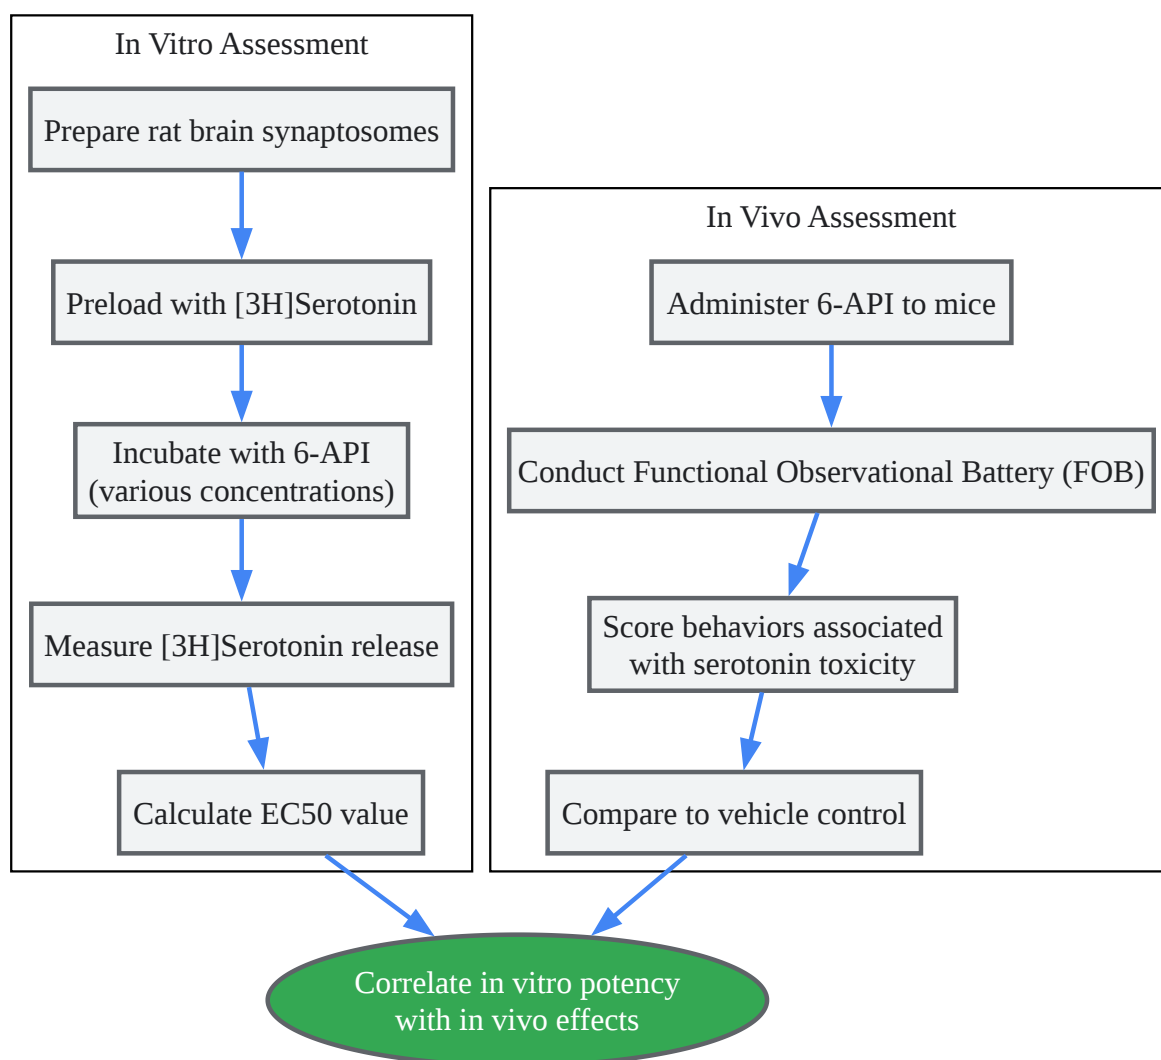 In Vitro Assessment
Prepare rat brain synaptosomes
Preload with [3H]Serotonin
Incubate with 6-API
(various concentrations)
Measure [3H]Serotonin release
Calculate EC50 value
In Vivo Assessment
Administer 6-API to mice
Conduct Functional Observational Battery (FOB)
Score behaviors associated
with serotonin toxicity
Compare to vehicle control
Correlate in vitro potency
with in vivo effects